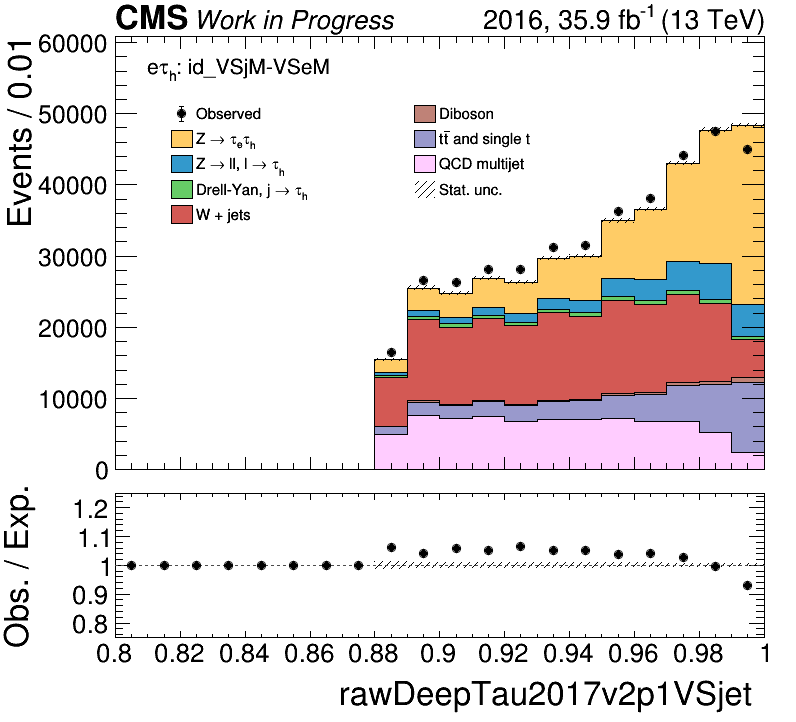 CMS Work in Progress 2016, 35.9 fb⁻¹ (13 TeV)
Events / 0.01
60000
50000
40000
30000
20000
10000
0
eτₕ: id_VSjM-VSeM
Observed
Z → τₑτₕ
Z → ll, l → τₕ
Drell-Yan, j → τₕ
W + jets
Diboson
tt̄ and single t
QCD multijet
Stat. unc.
Obs. / Exp.
1.2
1.1
1
0.9
0.8
0.8 0.82 0.84 0.86 0.88 0.9 0.92 0.94 0.96 0.98 1
rawDeepTau2017v2p1VSjet